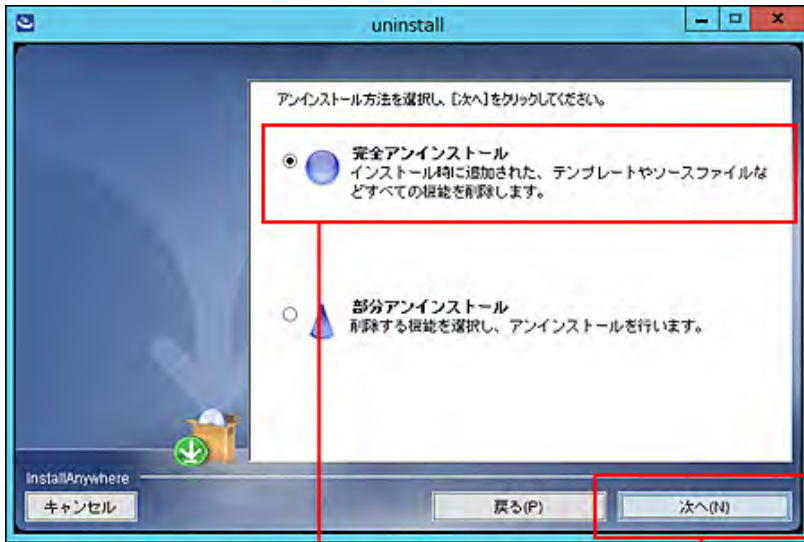 uninstall
アンインストール方法を選択し、[次へ]をクリックしてください。
完全アンインストール
インストール時に追加された、テンプレートやソースファイルな
どすべての機能を削除します。
部分アンインストール
削除する機能を選択し、アンインストールを行います。
InstallAnywhere
キャンセル
戻る(P)
次へ(N)